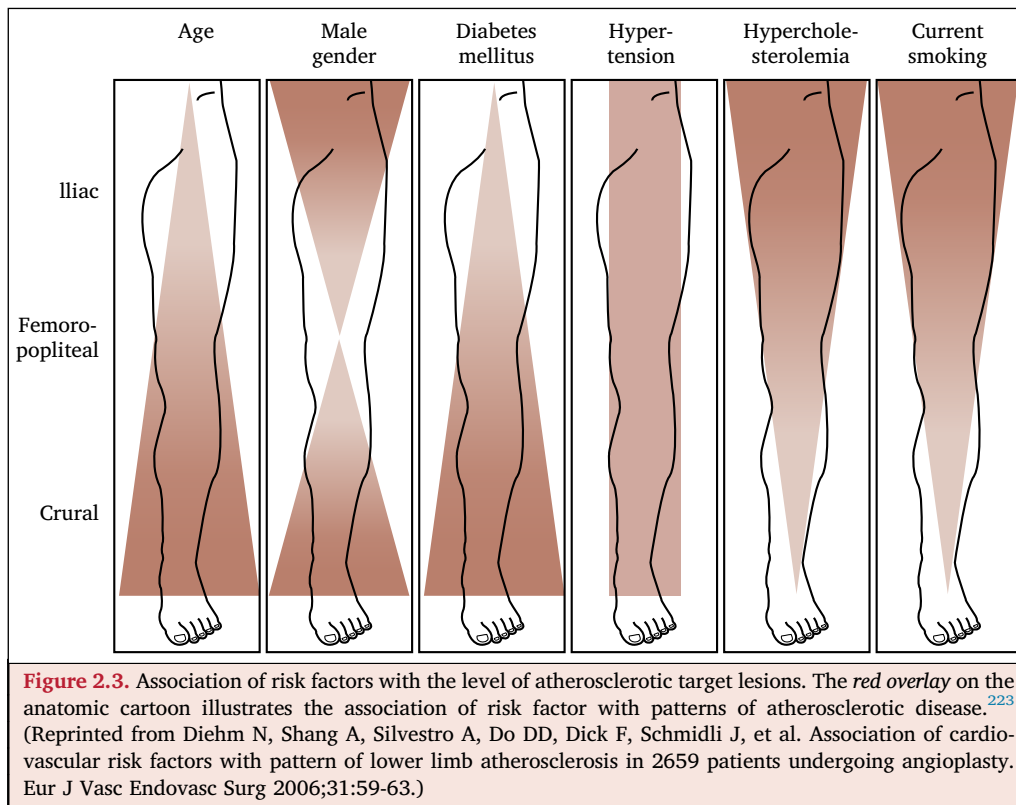 Age
Male
gender
Diabetes
mellitus
Hyper-
tension
Hyperchole-
sterolemia
Current
smoking
Iliac
Femoro-
popliteal
Crural
Figure 2.3. Association of risk factors with the level of atherosclerotic target lesions. The red overlay on the
anatomic cartoon illustrates the association of risk factor with patterns of atherosclerotic disease.223
(Reprinted from Diehm N, Shang A, Silvestro A, Do DD, Dick F, Schmidli J, et al. Association of cardio-
vascular risk factors with pattern of lower limb atherosclerosis in 2659 patients undergoing angioplasty.
Eur J Vasc Endovasc Surg 2006;31:59-63.)